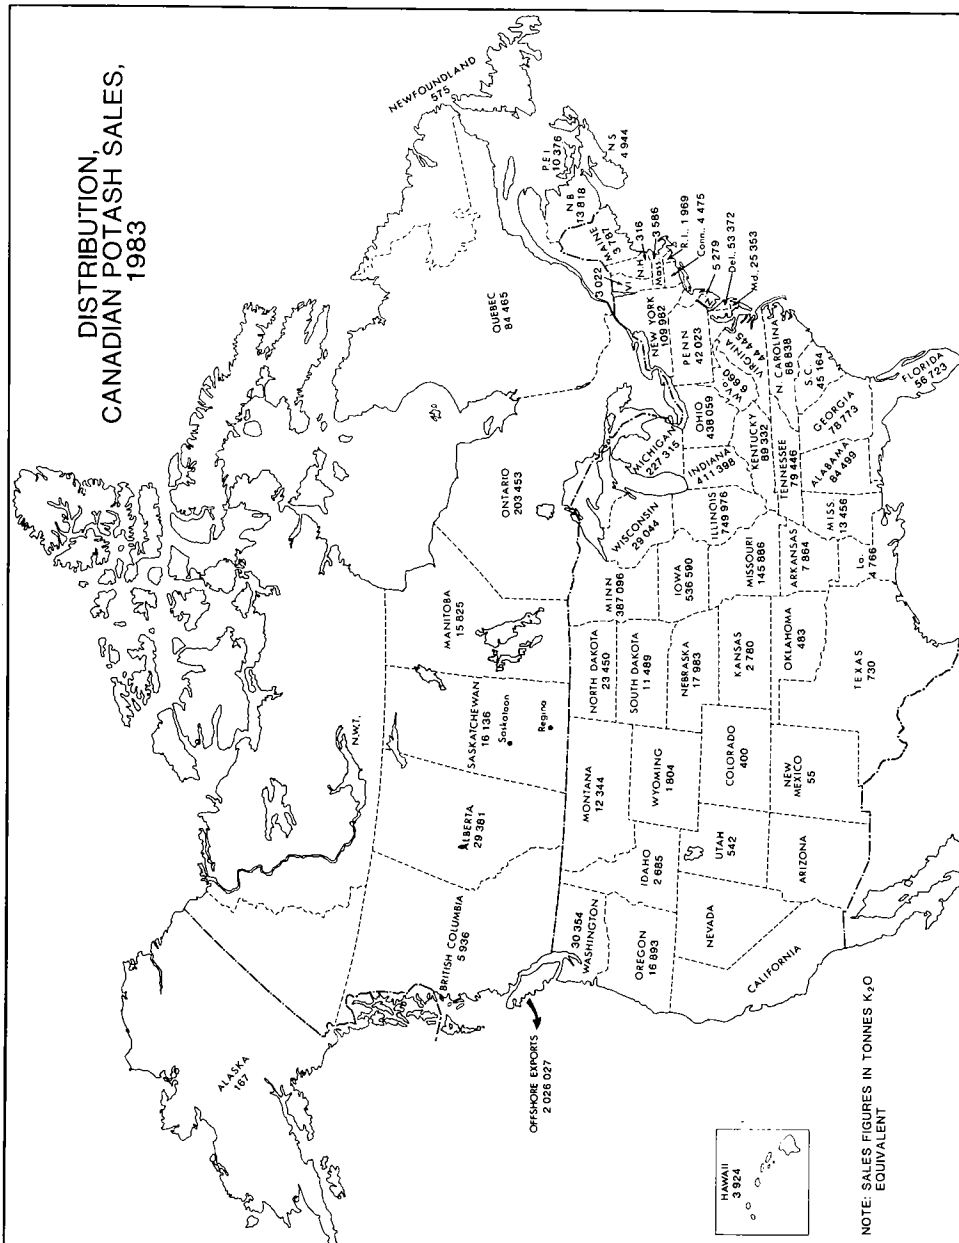 DISTRIBUTION,
CANADIAN POTASH SALES,
1983
NEWFOUNDLAND
575
P.E.I
10 376
N S
4 944
N B
13 818
QUEBEC
84 465
ONTARIO
203 453
MANITOBA
15 825
SASKATCHEWAN
16 136
Saskatoon
Regina
ALBERTA
29 381
BRITISH COLUMBIA
5 936
N.W.T.
ALASKA
167
OFFSHORE EXPORTS
2 026 027
MAINE
3 787
N.H.
316
3 022
VT
Mass
3 586
R.I., 1 969
Conn., 4 475
NEW YORK
109 982
N.J.
5 279
Del. 53 372
Md. 25 353
PENN
42 023
W.Va.
6 660
VIRGINIA
44 445
N. CAROLINA
68 838
S.C.
45 164
GEORGIA
78 773
FLORIDA
56 723
OHIO
438 059
MICHIGAN
227 315
INDIANA
411 398
KENTUCKY
89 332
TENNESSEE
79 446
ALABAMA
84 499
MISS.
13 456
WISCONSIN
29 044
ILLINOIS
749 976
MINN
387 096
IOWA
536 590
MISSOURI
145 886
ARKANSAS
7 864
La.
4 766
NORTH DAKOTA
23 450
SOUTH DAKOTA
11 489
NEBRASKA
17 983
KANSAS
2 780
OKLAHOMA
493
TEXAS
730
MONTANA
12 344
WYOMING
1 804
COLORADO
400
NEW
MEXICO
55
IDAHO
2 685
UTAH
542
ARIZONA
30 354
WASHINGTON
OREGON
16 893
NEVADA
CALIFORNIA
HAWAII
3 924
NOTE: SALES FIGURES IN TONNES K₂O
EQUIVALENT